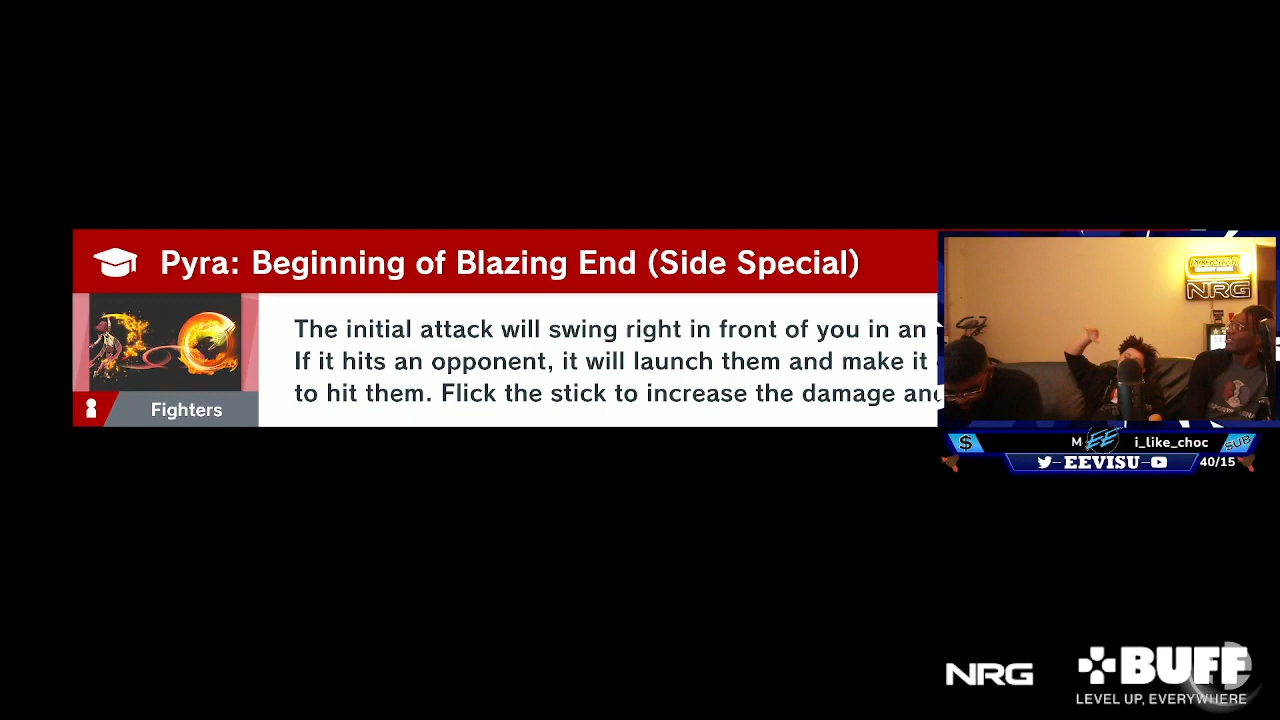 Pyra: Beginning of Blazing End (Side Special)
The initial attack will swing right in front of you in an
If it hits an opponent, it will launch them and make it
to hit them. Flick the stick to increase the damage and
Fighters
NRG
$
M EE i_like_choc SUB
EEVISU 40/15
NRG
BUFF
LEVEL UP, EVERYWHERE